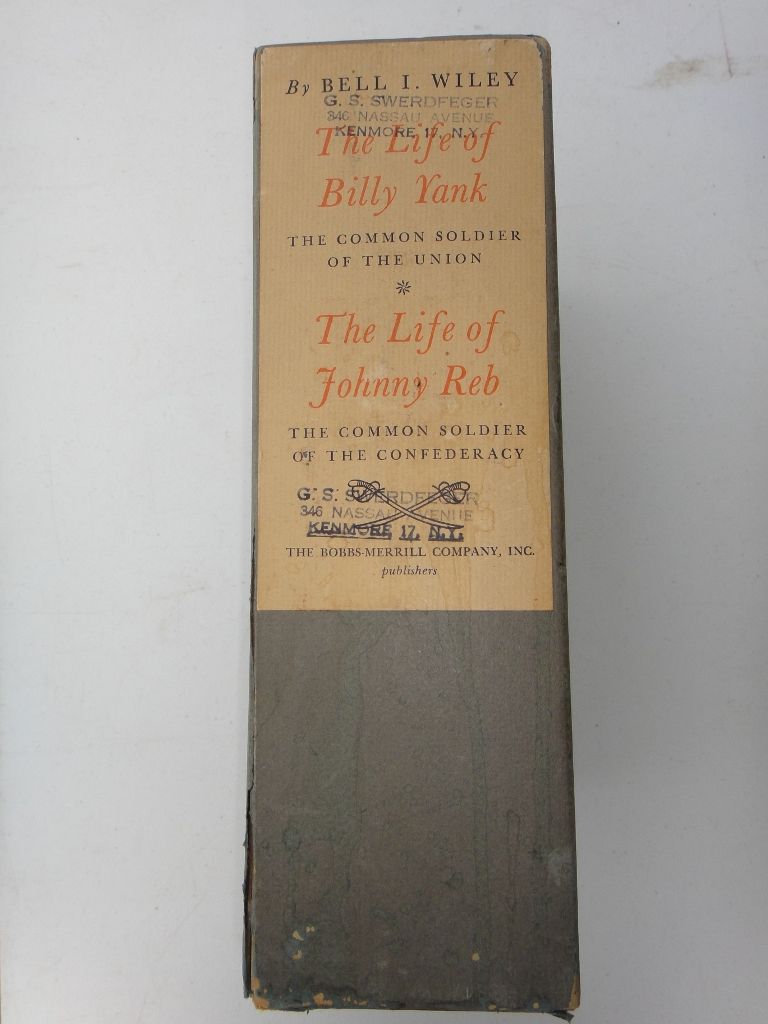 By BELL I. WILEY
G. S. SWERDFEGER
346 NASSAU AVENUE
KENMORE 17, N.Y.
The Life of
Billy Yank
THE COMMON SOLDIER
OF THE UNION
The Life of
Johnny Reb
THE COMMON SOLDIER
OF THE CONFEDERACY
G. S. SWERDFEGER
346 NASSAU AVENUE
KENMORE 17, N.Y.
THE BOBBS-MERRILL COMPANY, INC.
publishers